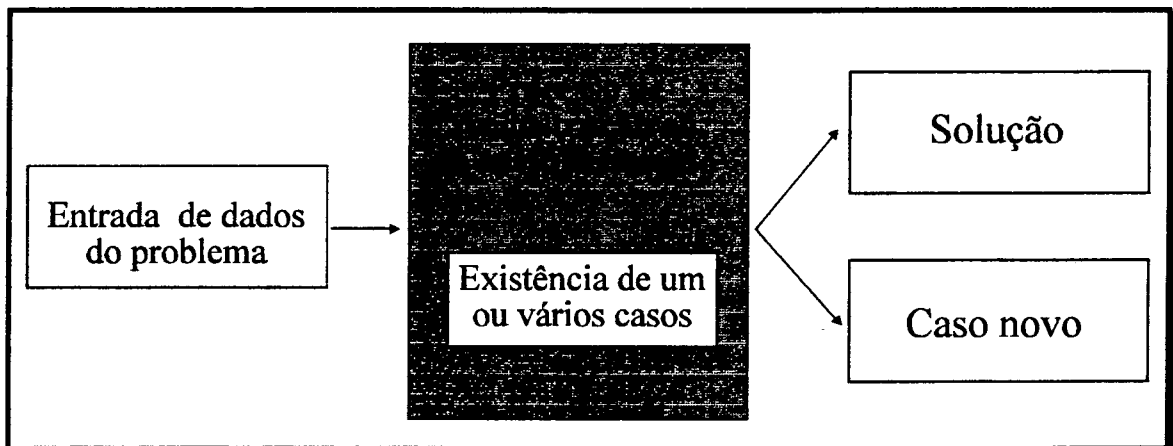 Entrada de dados
do problema
Existência de um
ou vários casos
Solução
Caso novo